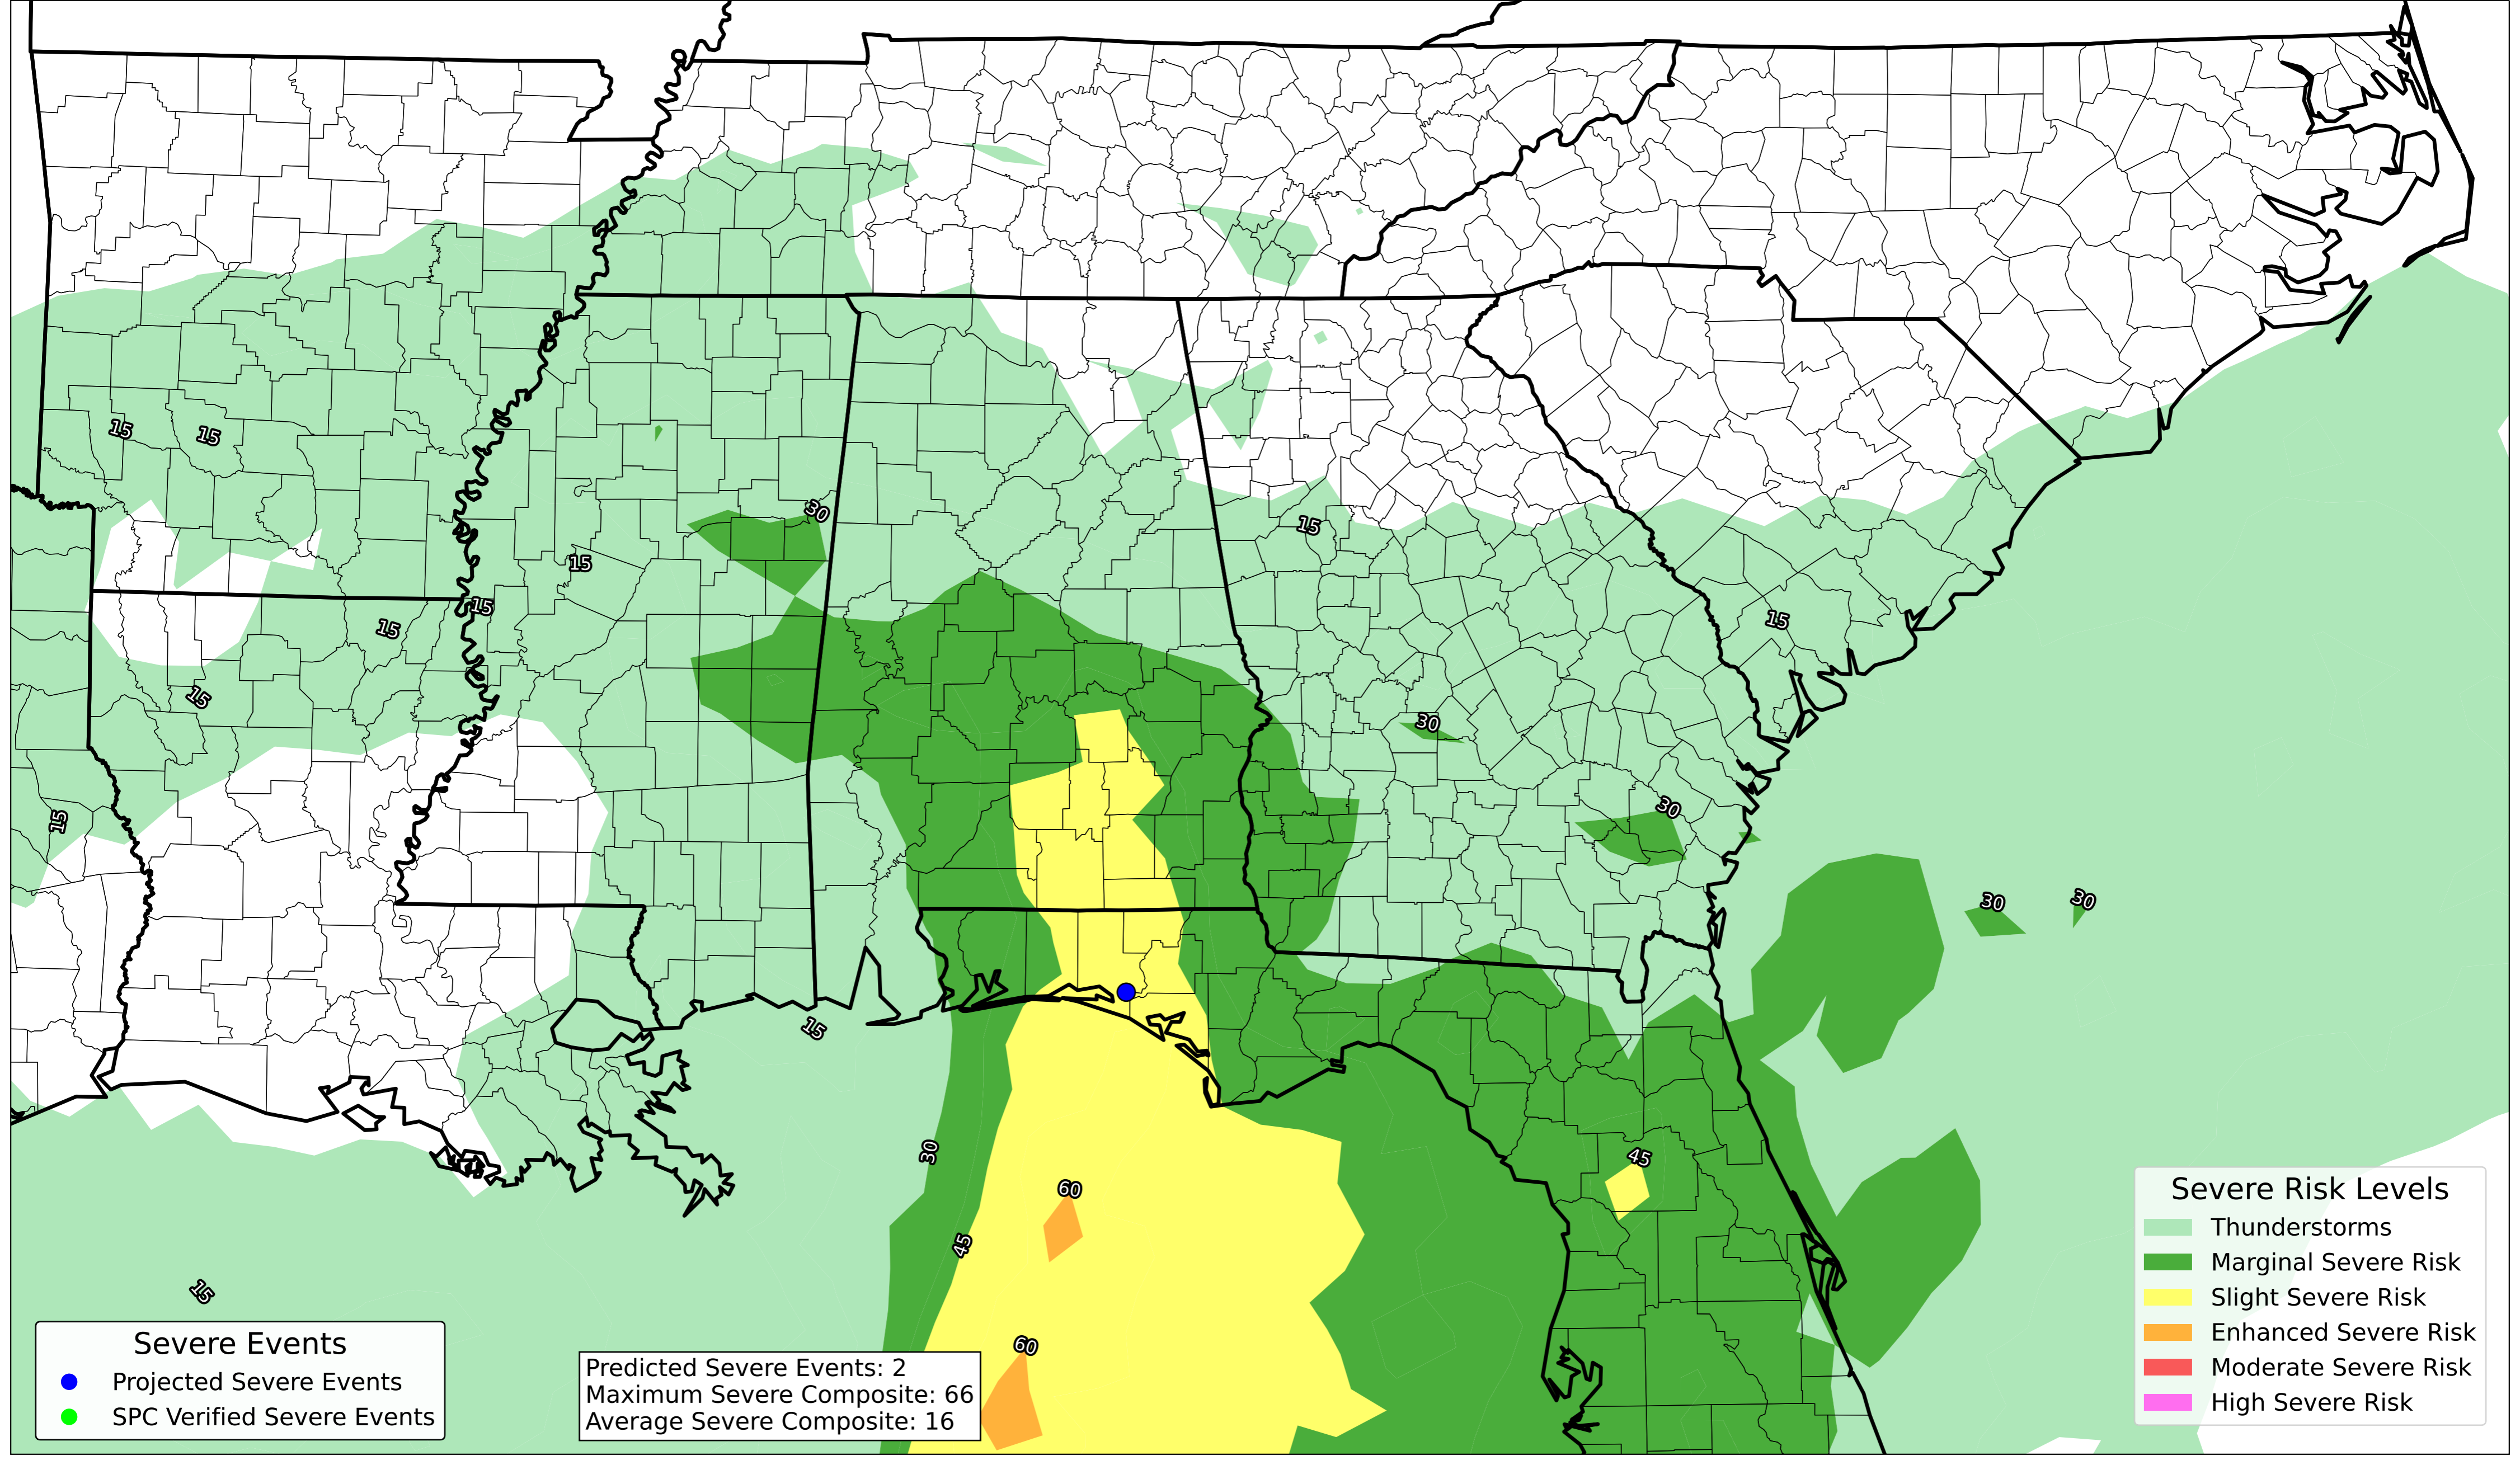 15
15
30
15
15
15
15
15
15
30
30
15
30
30
15
30
45
60
45
60
15
Severe Risk Levels
Thunderstorms
Marginal Severe Risk
Slight Severe Risk
Enhanced Severe Risk
Moderate Severe Risk
High Severe Risk
Severe Events
Projected Severe Events
SPC Verified Severe Events
Predicted Severe Events: 2
Maximum Severe Composite: 66
Average Severe Composite: 16